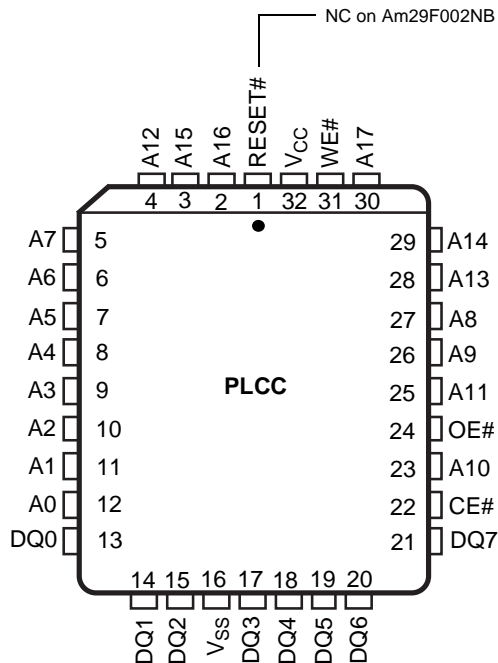 NC on Am29F002NB
A12 A15 A16 RESET# VCC WE# A17
4 3 2 1 32 31 30
A7 5 29 A14
A6 6 28 A13
A5 7 27 A8
A4 8 26 A9
A3 9 PLCC 25 A11
A2 10 24 OE#
A1 11 23 A10
A0 12 22 CE#
DQ0 13 21 DQ7
14 15 16 17 18 19 20
DQ1 DQ2 VSS DQ3 DQ4 DQ5 DQ6